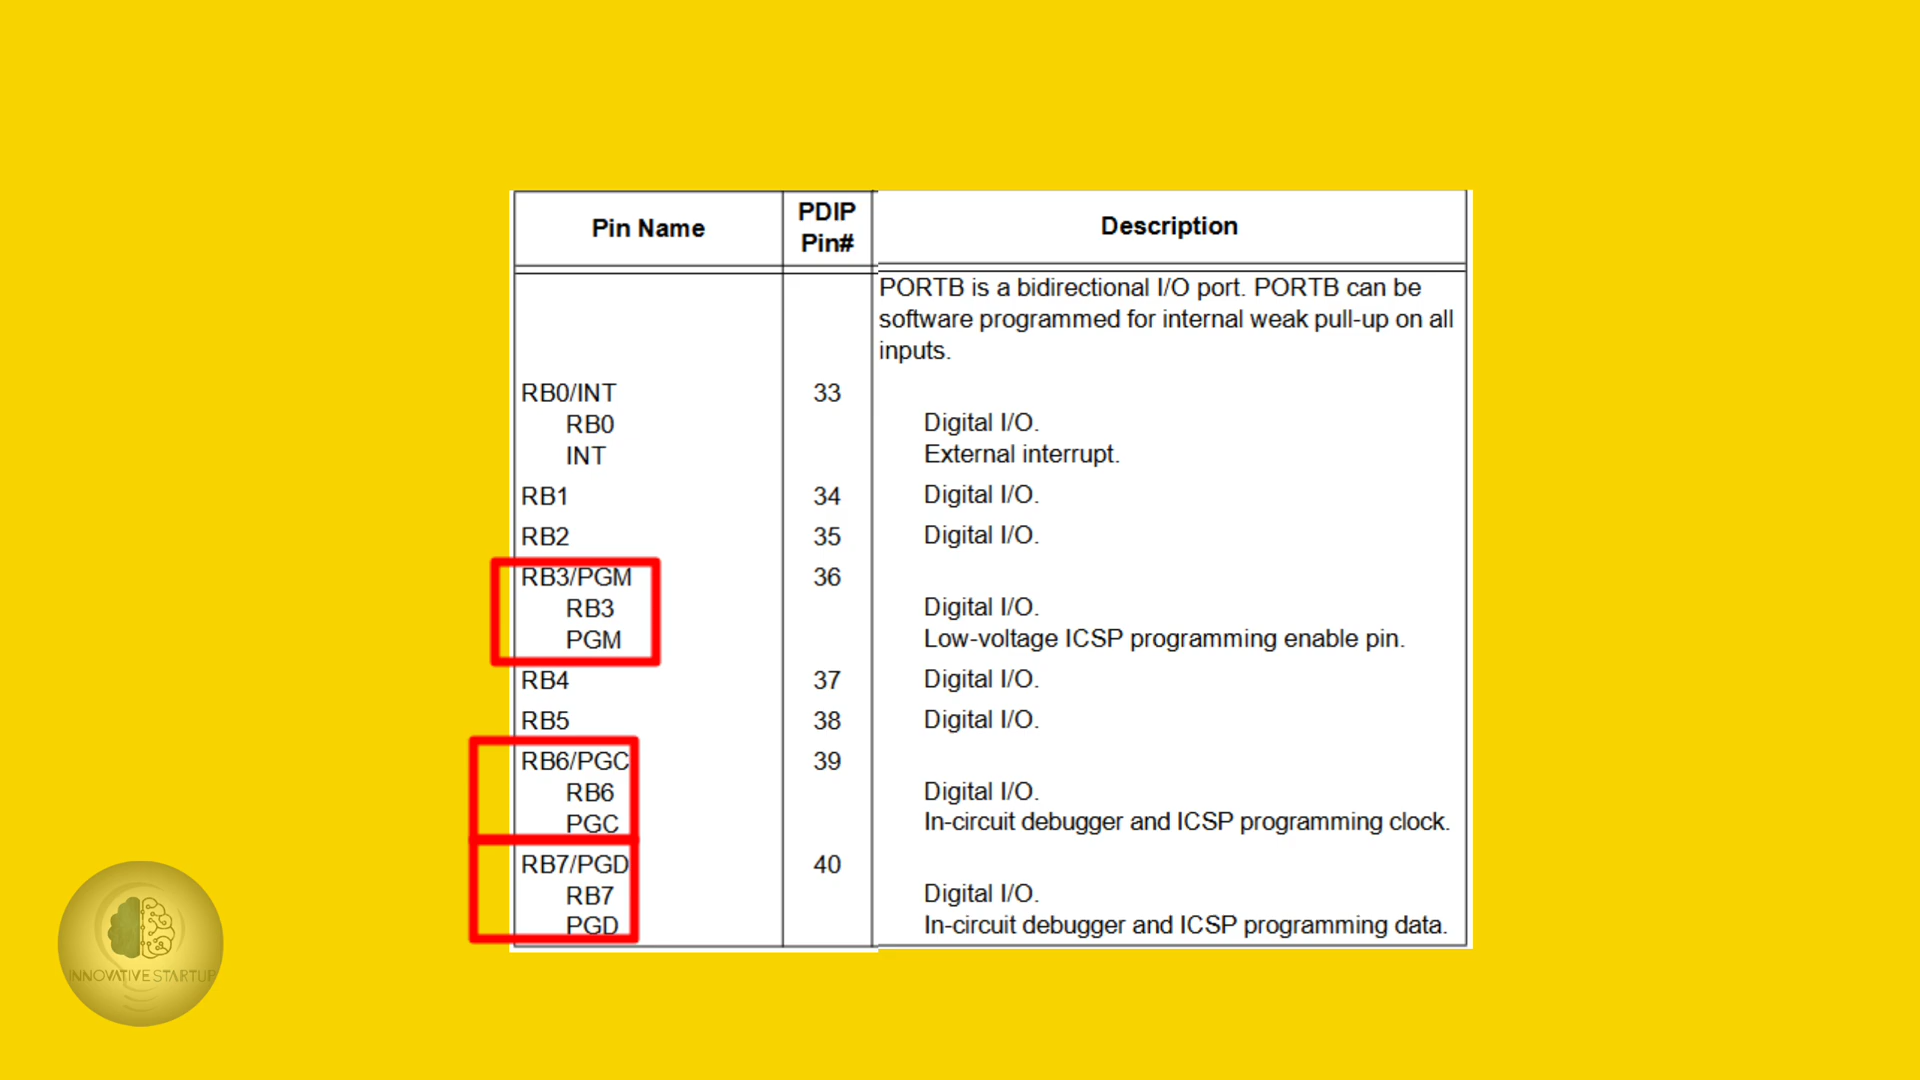 Pin Name
PDIP
Pin#
Description
PORTB is a bidirectional I/O port. PORTB can be
software programmed for internal weak pull-up on all
inputs.
RB0/INT 33
RB0 Digital I/O.
INT External interrupt.
RB1 34 Digital I/O.
RB2 35 Digital I/O.
RB3/PGM 36
RB3 Digital I/O.
PGM Low-voltage ICSP programming enable pin.
RB4 37 Digital I/O.
RB5 38 Digital I/O.
RB6/PGC 39
RB6 Digital I/O.
PGC In-circuit debugger and ICSP programming clock.
RB7/PGD 40
RB7 Digital I/O.
PGD In-circuit debugger and ICSP programming data.
INNOVATIVE STARTUP